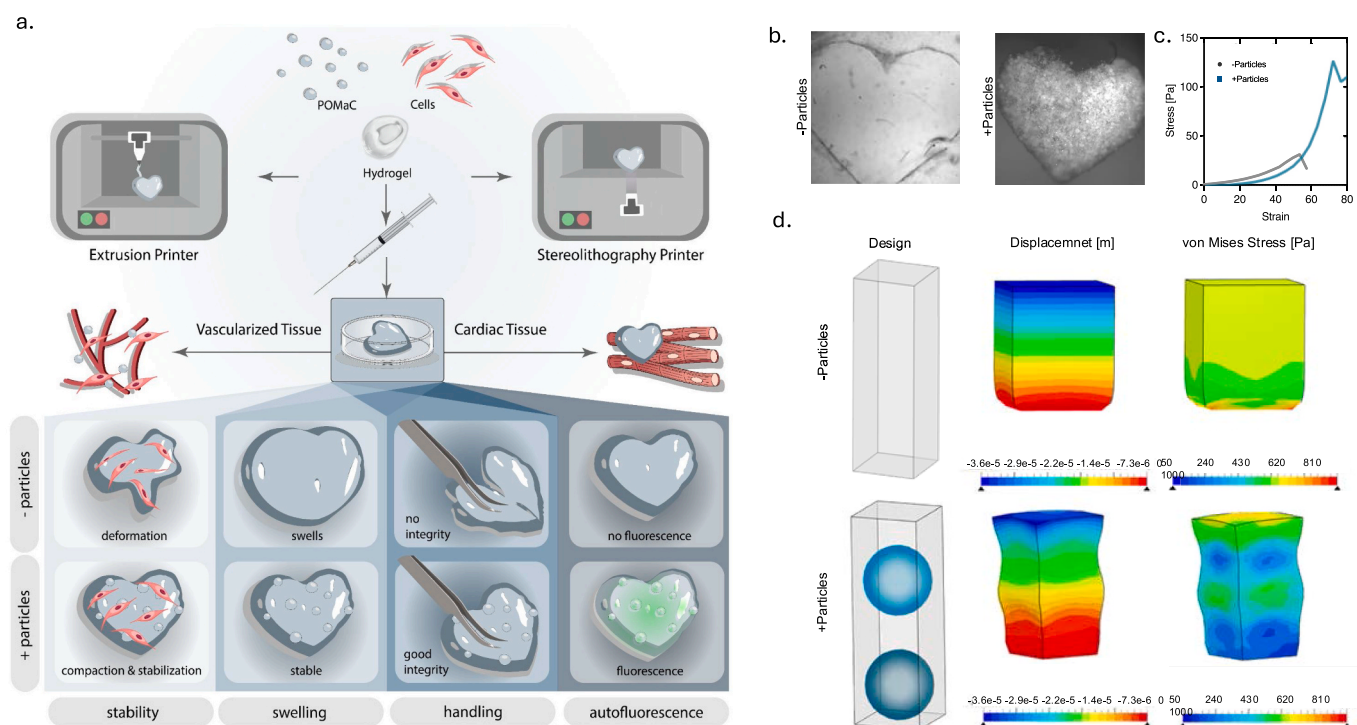 a.
POMaC
Cells
Hydrogel
Extrusion Printer
Stereolithography Printer
Vascularized Tissue
Cardiac Tissue
- particles
deformation
swells
no
integrity
no fluorescence
+ particles
compaction & stabilization
stable
good
integrity
fluorescence
stability
swelling
handling
autofluorescence
b.
-Particles
+Particles
c.
Stress [Pa]
150
100
50
0
-Particles
+Particles
0 20 40 60 80
Strain
d.
Design
Displacemnet [m]
von Mises Stress [Pa]
-Particles
-3.6e-5 -2.9e-5 -2.2e-5 -1.4e-5 -7.3e-6 0
50 240 430 620 810 1000
+Particles
-3.6e-5 -2.9e-5 -2.2e-5 -1.4e-5 -7.3e-6 0
50 240 430 620 810